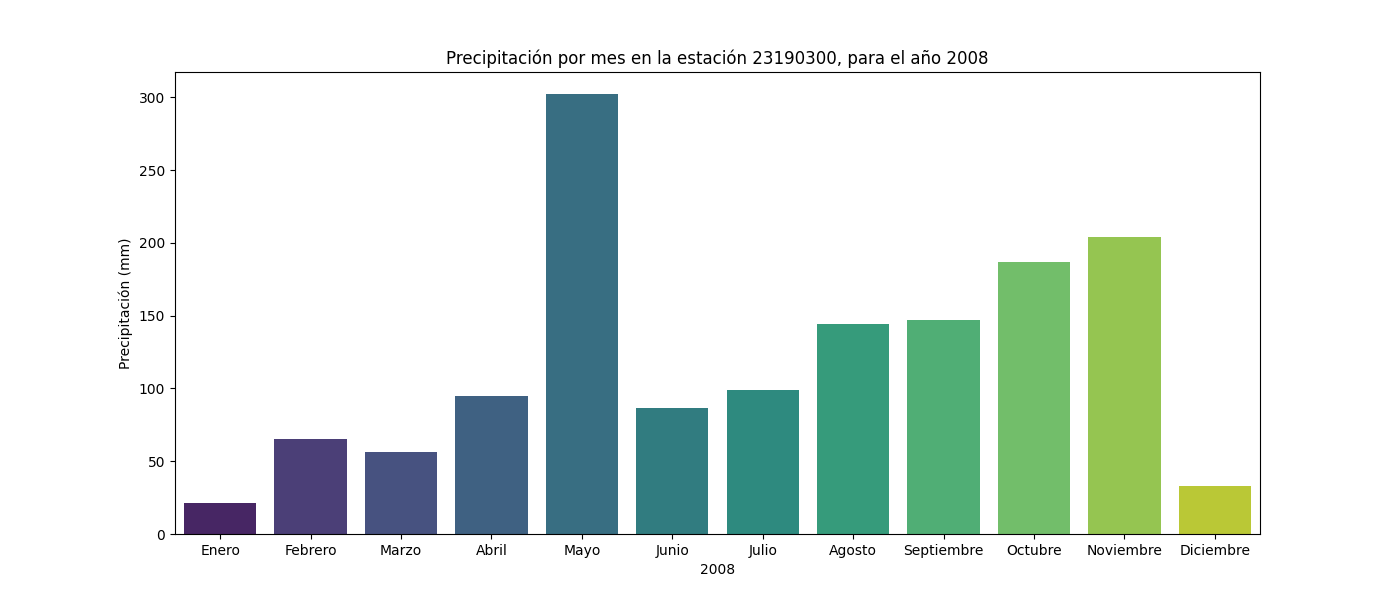 Precipitación por mes en la estación 23190300, para el año 2008
Precipitación (mm)
300
250
200
150
100
50
0
Enero Febrero Marzo Abril Mayo Junio Julio Agosto Septiembre Octubre Noviembre Diciembre
2008